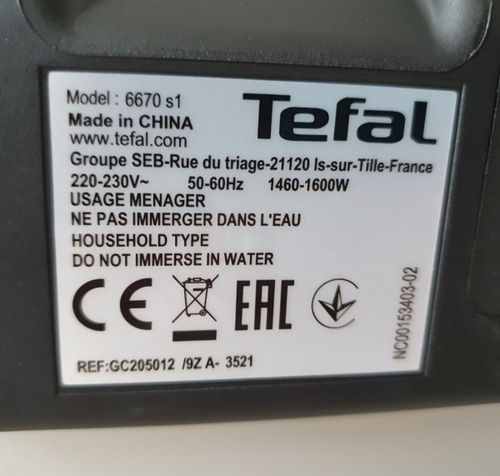 Model : 6670 s1
Tefal
Made in CHINA
www.tefal.com
Groupe SEB-Rue du triage-21120 Is-sur-Tille-France
220-230V~ 50-60Hz 1460-1600W
USAGE MENAGER
NE PAS IMMERGER DANS L'EAU
HOUSEHOLD TYPE
DO NOT IMMERSE IN WATER
CE EAC
NC00153403-02
REF:GC205012 /9Z A- 3521